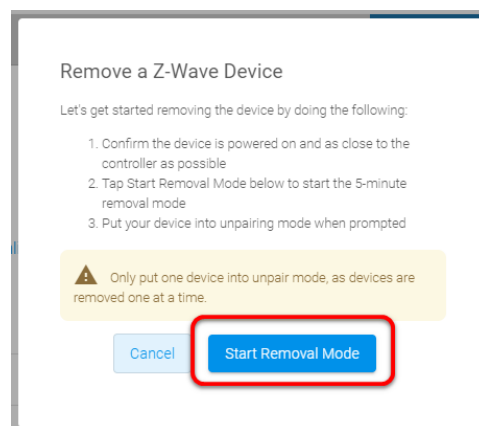 Remove a Z-Wave Device
Let's get started removing the device by doing the following:
1. Confirm the device is powered on and as close to the
controller as possible
2. Tap Start Removal Mode below to start the 5-minute
removal mode
3. Put your device into unpairing mode when prompted
Only put one device into unpair mode, as devices are
removed one at a time.
Cancel
Start Removal Mode